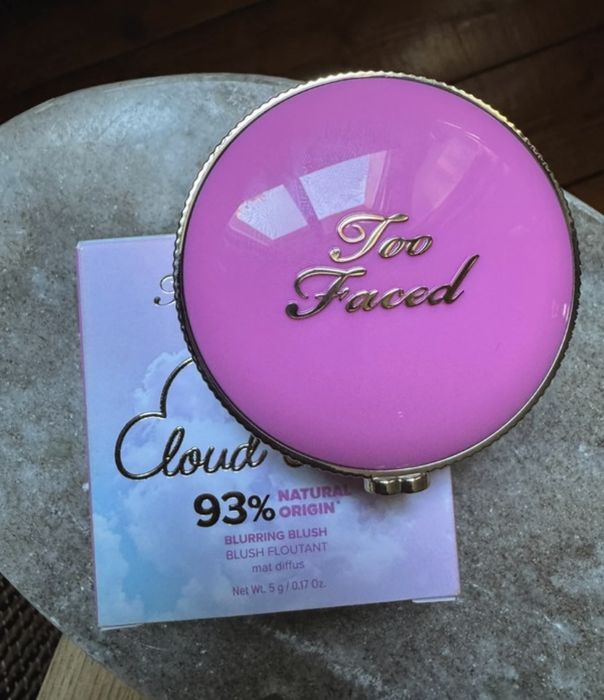 Too
Faced
Cloud
93% NATURAL
ORIGIN*
BLURRING BLUSH
BLUSH FLOUTANT
mat diffus
Net Wt. 5 g / 0.17 Oz.